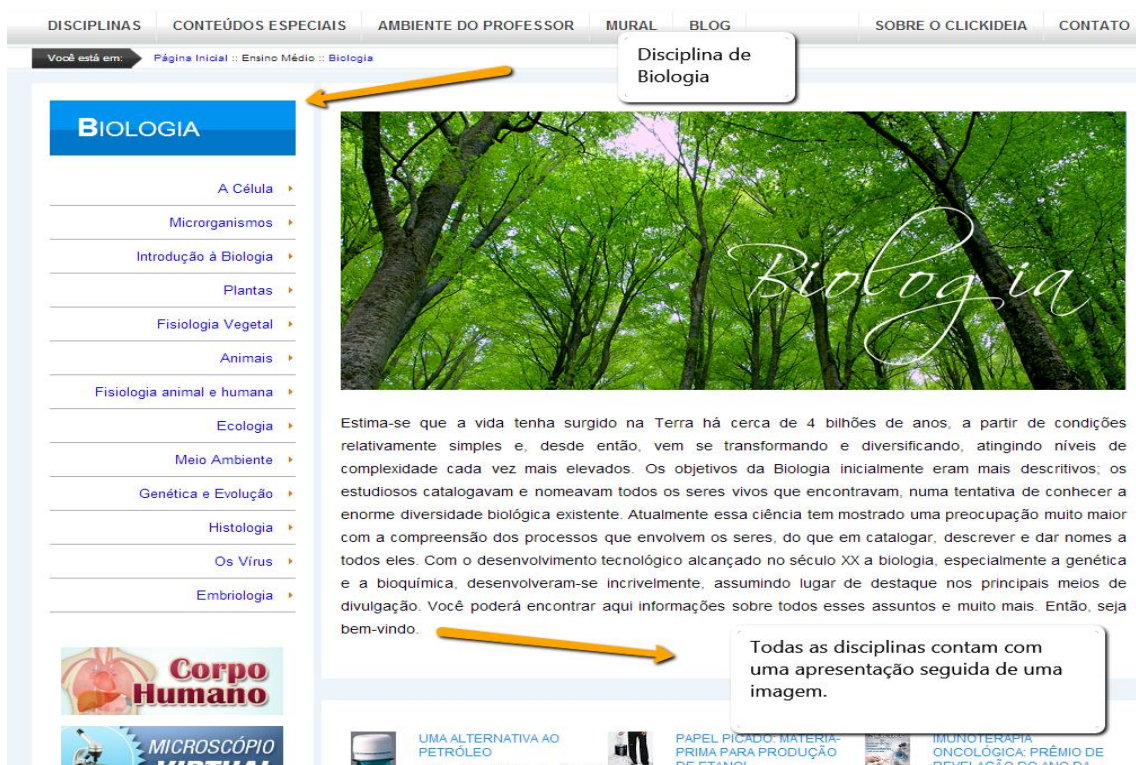 DISCIPLINAS CONTEÚDOS ESPECIAIS AMBIENTE DO PROFESSOR MURAL BLOG SOBRE O CLICKIDEIA CONTATO
Você está em: Página Inicial :: Ensino Médio :: Biologia
Disciplina de
Biologia
BIOLOGIA
A Célula
Microrganismos
Introdução à Biologia
Plantas
Fisiologia Vegetal
Animais
Fisiologia animal e humana
Ecologia
Meio Ambiente
Genética e Evolução
Histologia
Os Vírus
Embriologia
Corpo
Humano
MICROSCÓPIO
VIRTUAL
Biologia
Estima-se que a vida tenha surgido na Terra há cerca de 4 bilhões de anos, a partir de condições
relativamente simples e, desde então, vem se transformando e diversificando, atingindo níveis de
complexidade cada vez mais elevados. Os objetivos da Biologia inicialmente eram mais descritivos; os
estudiosos catalogavam e nomeavam todos os seres vivos que encontravam, numa tentativa de conhecer a
enorme diversidade biológica existente. Atualmente essa ciência tem mostrado uma preocupação muito maior
com a compreensão dos processos que envolvem os seres, do que em catalogar, descrever e dar nomes a
todos eles. Com o desenvolvimento tecnológico alcançado no século XX a biologia, especialmente a genética
e a bioquímica, desenvolveram-se incrivelmente, assumindo lugar de destaque nos principais meios de
divulgação. Você poderá encontrar aqui informações sobre todos esses assuntos e muito mais. Então, seja
bem-vindo.
Todas as disciplinas contam com
uma apresentação seguida de uma
imagem.
UMA ALTERNATIVA AO
PETRÓLEO
PAPEL PICADO: MATÉRIA-
PRIMA PARA PRODUÇÃO
DE ETANOL
IMUNOTERAPIA
ONCOLÓGICA: PRÊMIO DE
REVELAÇÃO DO ANO DA